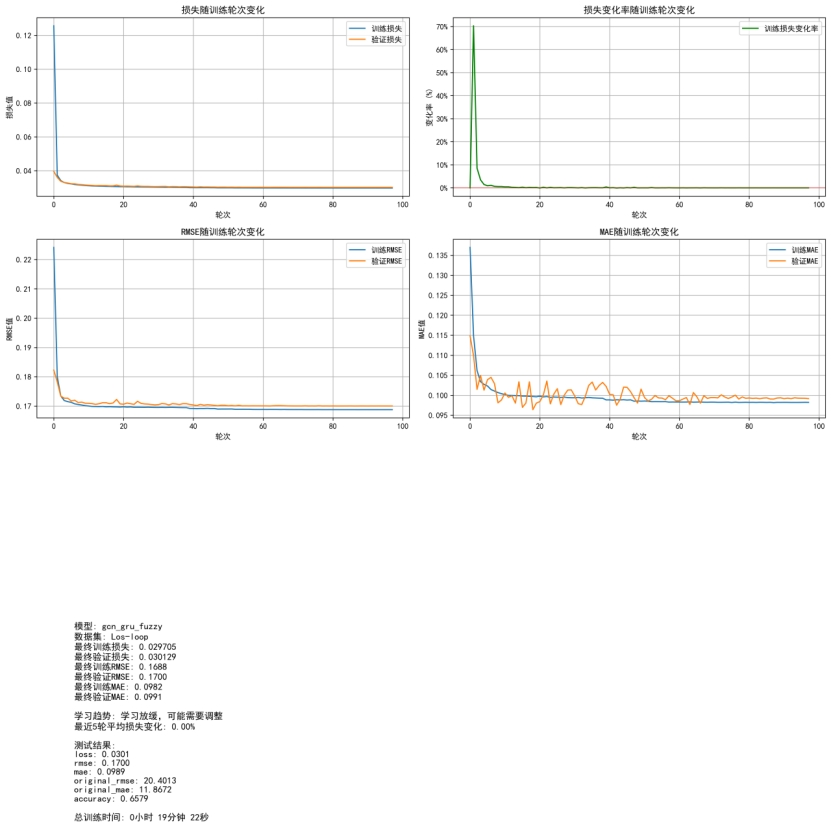 损失随训练轮次变化
训练损失
验证损失
0.12
0.10
0.08
0.06
0.04
损失值
0 20 40 60 80 100
轮次
损失变化率随训练轮次变化
训练损失变化率
70%
60%
50%
40%
30%
20%
10%
0%
变化率 (%)
0 20 40 60 80 100
轮次
RMSE随训练轮次变化
训练RMSE
验证RMSE
0.22
0.21
0.20
0.19
0.18
0.17
RMSE值
0 20 40 60 80 100
轮次
MAE随训练轮次变化
训练MAE
验证MAE
0.135
0.130
0.125
0.120
0.115
0.110
0.105
0.100
0.095
MAE值
0 20 40 60 80 100
轮次
模型: gcn_gru_fuzzy
数据集: Los-loop
最终训练损失: 0.029705
最终验证损失: 0.030129
最终训练RMSE: 0.1688
最终验证RMSE: 0.1700
最终训练MAE: 0.0982
最终验证MAE: 0.0991
学习趋势: 学习放缓, 可能需要调整
最近5轮平均损失变化: 0.00%
测试结果:
loss: 0.0301
rmse: 0.1700
mae: 0.0989
original_rmse: 20.4013
original_mae: 11.8672
accuracy: 0.6579
总训练时间: 0小时 19分钟 22秒